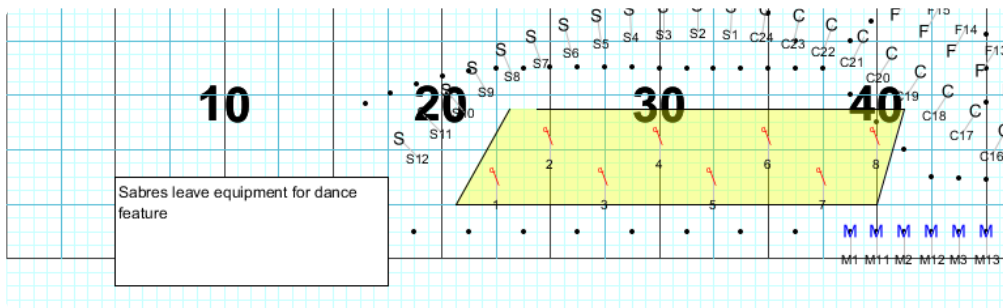 S S S S S S S C C C F F15
S8 S7 S6 S5 S4 S3 S2 S1 C24 C23 C22 C21 F F14
S C C20 F F13
S9 C C19
10 20 30 40
S10 C C18
S11 C C17
S S12 C16
2 4 6 8
1 3 5 7
Sabres leave equipment for dance
feature
M M M M M M
M1 M11 M2 M12 M3 M13